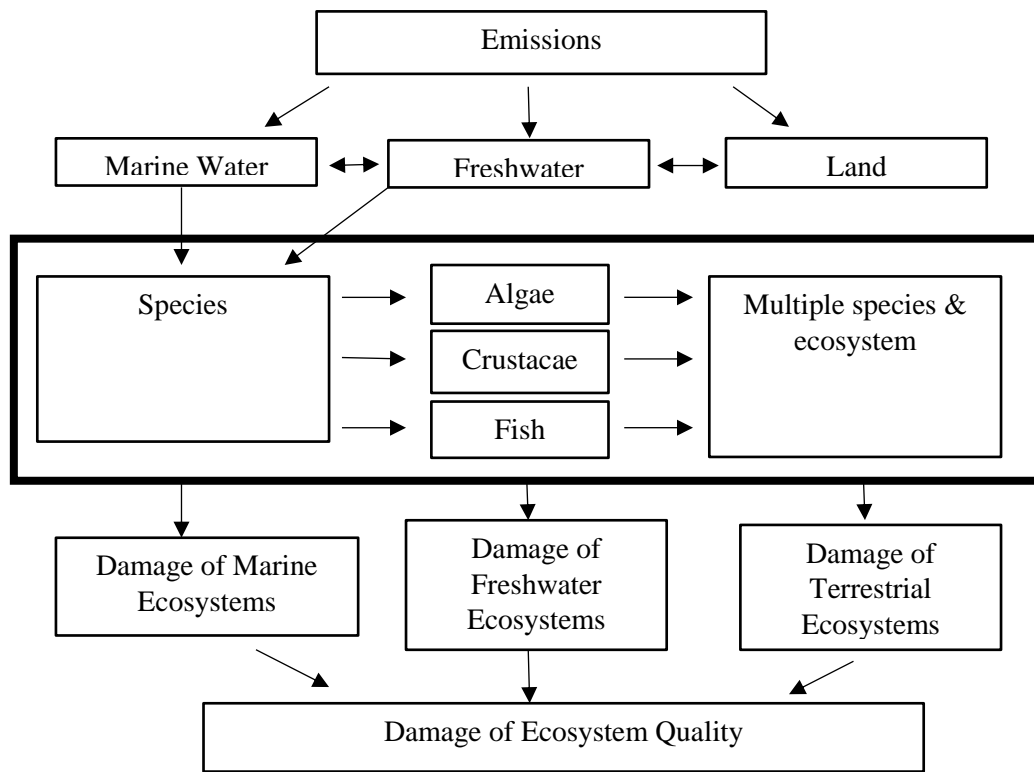 Emissions
Marine Water
Freshwater
Land
Species
Algae
Crustacae
Fish
Multiple species &
ecosystem
Damage of Marine
Ecosystems
Damage of
Freshwater
Ecosystems
Damage of
Terrestrial
Ecosystems
Damage of Ecosystem Quality